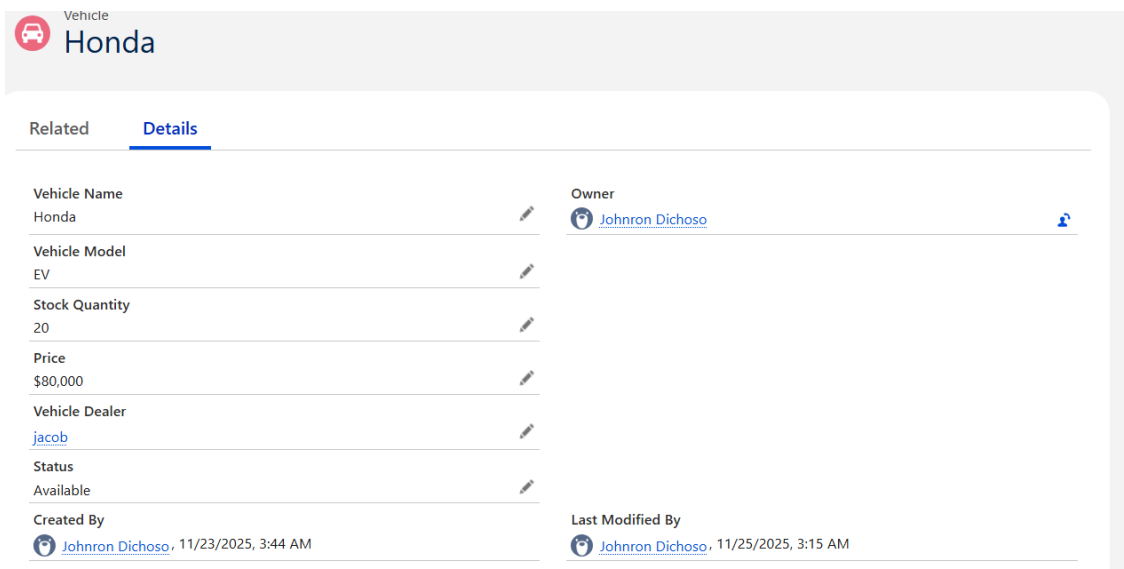 Vehicle
Honda
Related Details
Vehicle Name
Honda
Owner
Johnron Dichoso
Vehicle Model
EV
Stock Quantity
20
Price
$80,000
Vehicle Dealer
jacob
Status
Available
Created By
Johnron Dichoso, 11/23/2025, 3:44 AM
Last Modified By
Johnron Dichoso, 11/25/2025, 3:15 AM